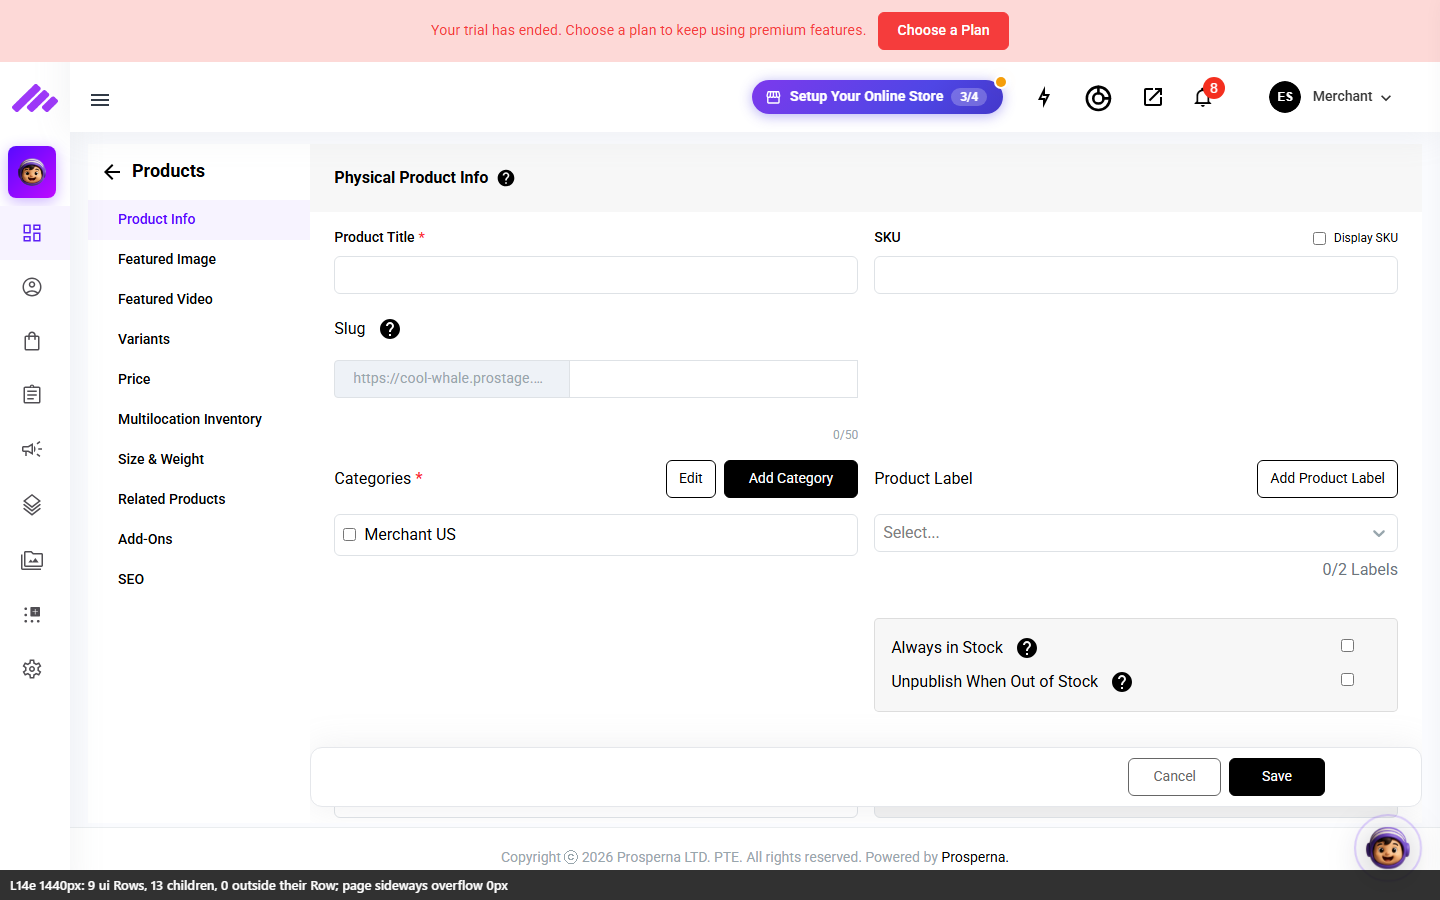 Your trial has ended. Choose a plan to keep using premium features.
Choose a Plan
Setup Your Online Store 3/4
8
ES Merchant
Products
Product Info
Featured Image
Featured Video
Variants
Price
Multilocation Inventory
Size & Weight
Related Products
Add-Ons
SEO
Physical Product Info ?
Product Title *
SKU
Display SKU
Slug ?
https://cool-whale.prostage....
0/50
Categories *
Edit
Add Category
Product Label
Add Product Label
Merchant US
Select...
0/2 Labels
Always in Stock ?
Unpublish When Out of Stock ?
Cancel
Save
Copyright © 2026 Prosperna LTD. PTE. All rights reserved. Powered by Prosperna.
L14e 1440px: 9 ui Rows, 13 children, 0 outside their Row; page sideways overflow 0px